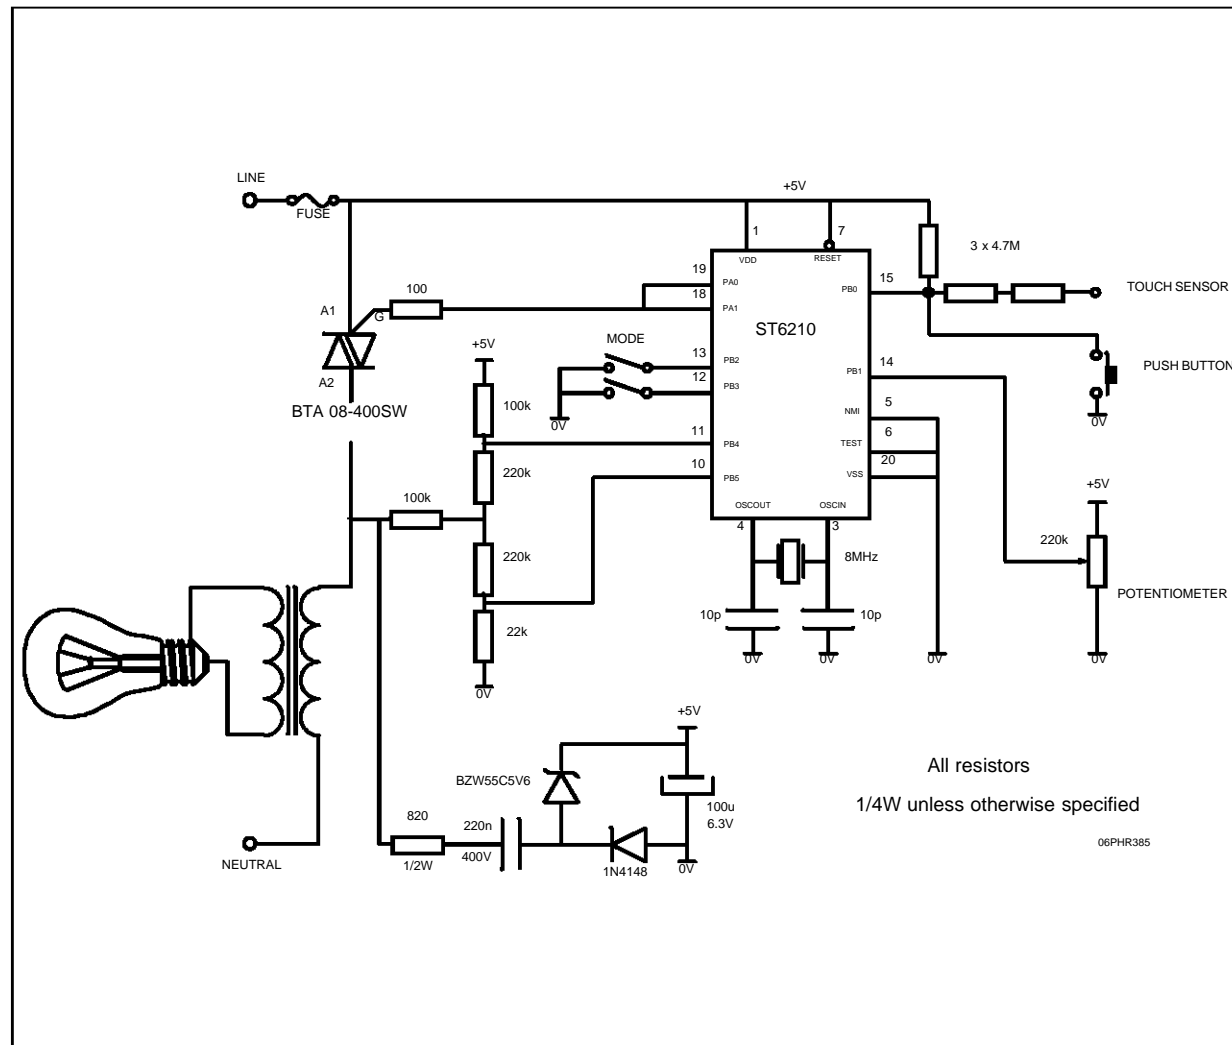 LINE
FUSE
+5V
1
7
VDD
RESET
3 x 4.7M
19
PA0
15
PB0
TOUCH SENSOR
100
18
PA1
A1
G
ST6210
+5V
MODE
13
PB2
14
PB1
PUSH BUTTON
A2
12
PB3
BTA 08-400SW
100k
5
NMI
0V
0V
11
PB4
6
TEST
10
PB5
20
VSS
220k
+5V
100k
OSCOUT
OSCIN
4
3
220k
8MHz
220k
POTENTIOMETER
10p
10p
22k
0V
0V
0V
0V
0V
+5V
All resistors
BZW55C5V6
1/4W unless otherwise specified
100u
6.3V
820
220n
400V
1/2W
1N4148
0V
NEUTRAL
06PHR385